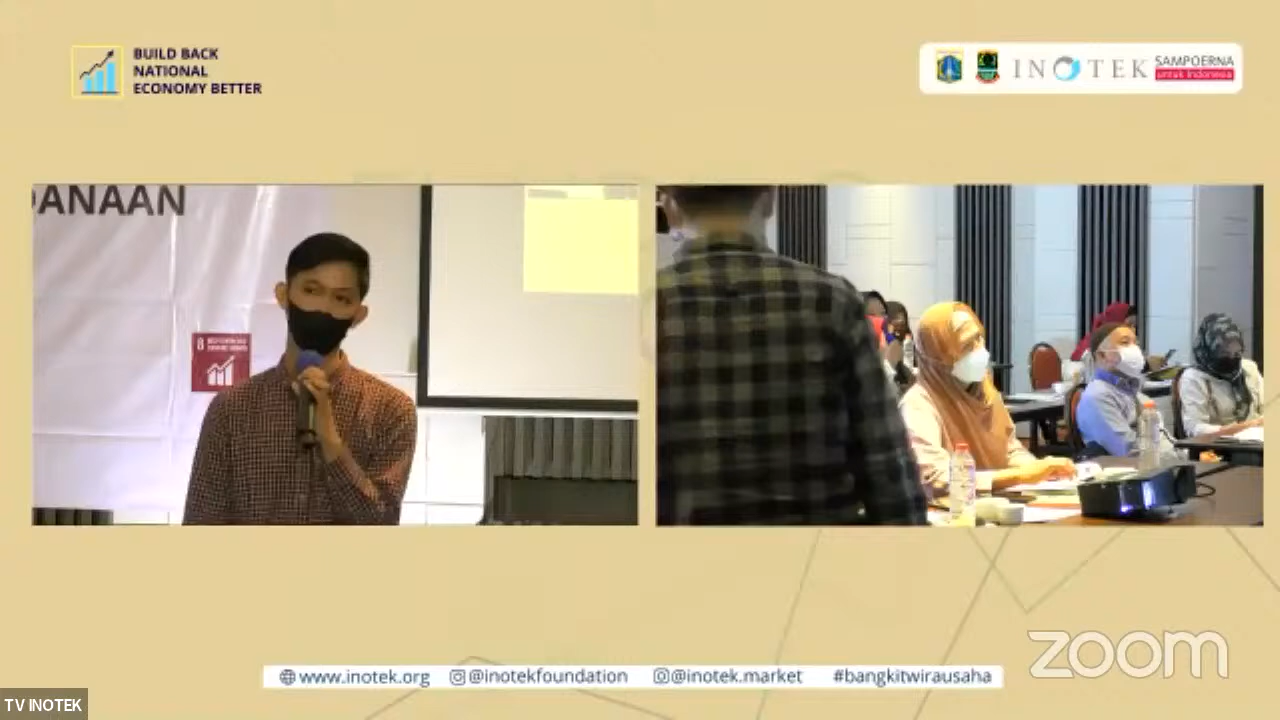 BUILD BACK
NATIONAL
ECONOMY BETTER
INOTEK
SAMPOERNA
untuk Indonesia
DANAAN
8
zoom
www.inotek.org @inotekfoundation @inotek.market #bangkitwirausaha
TV INOTEK